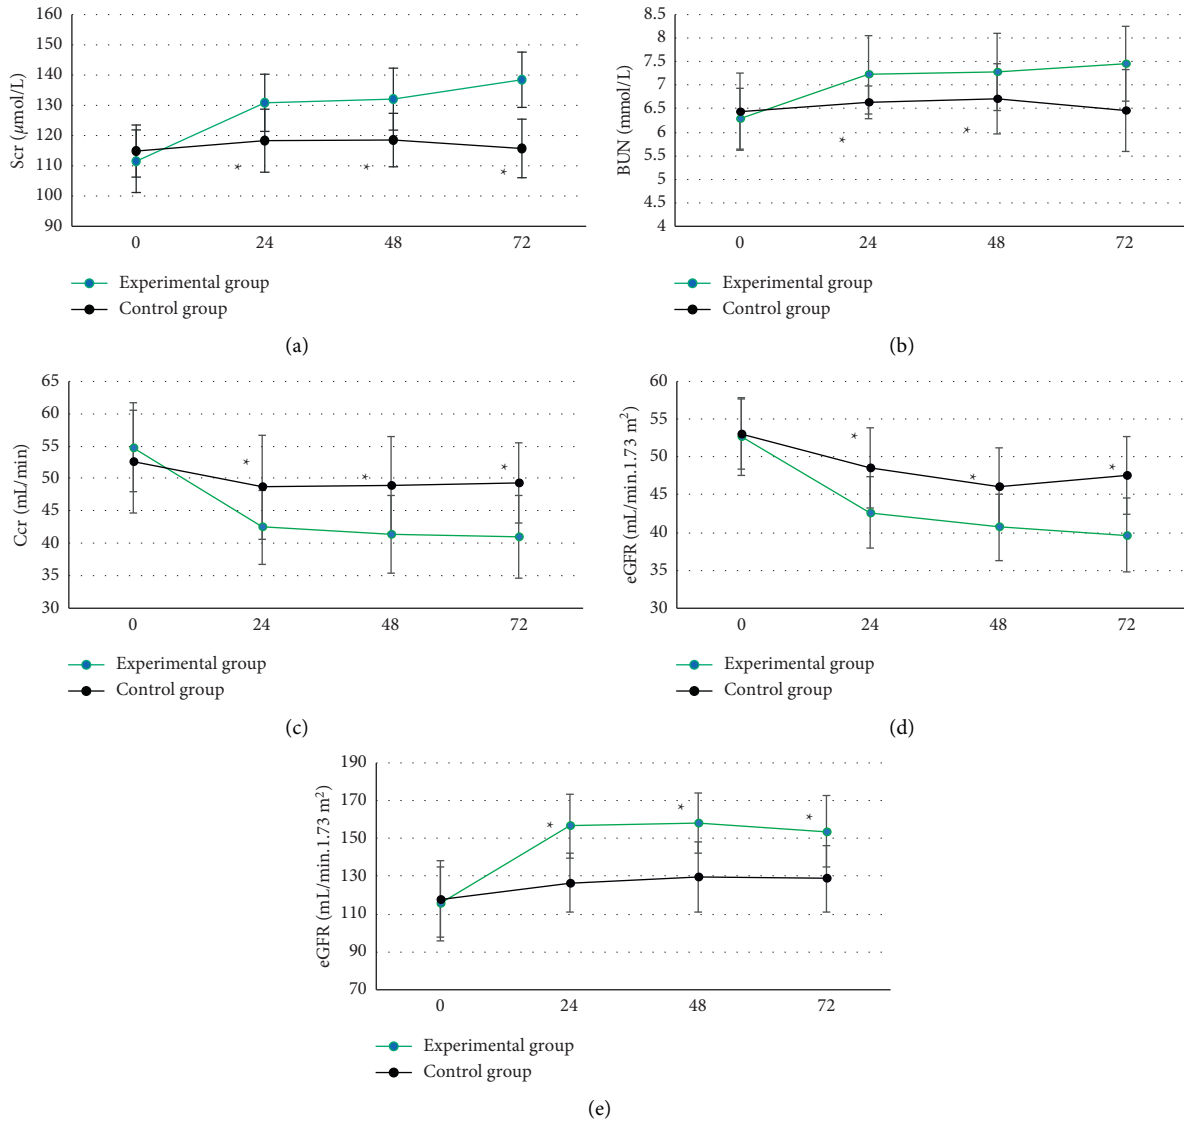 160
150
140
130
120
110
100
90
Scr (μmol/L)
* * *
0 24 48 72
Experimental group
Control group
(a)
8.5
8
7.5
7
6.5
6
5.5
5
4.5
4
BUN (mmol/L)
* *
0 24 48 72
Experimental group
Control group
(b)
65
60
55
50
45
40
35
30
Ccr (mL/min)
* * *
0 24 48 72
Experimental group
Control group
(c)
60
55
50
45
40
35
30
eGFR (mL/min.1.73 m²)
* * *
0 24 48 72
Experimental group
Control group
(d)
190
170
150
130
110
90
70
eGFR (mL/min.1.73 m²)
* * *
0 24 48 72
Experimental group
Control group
(e)